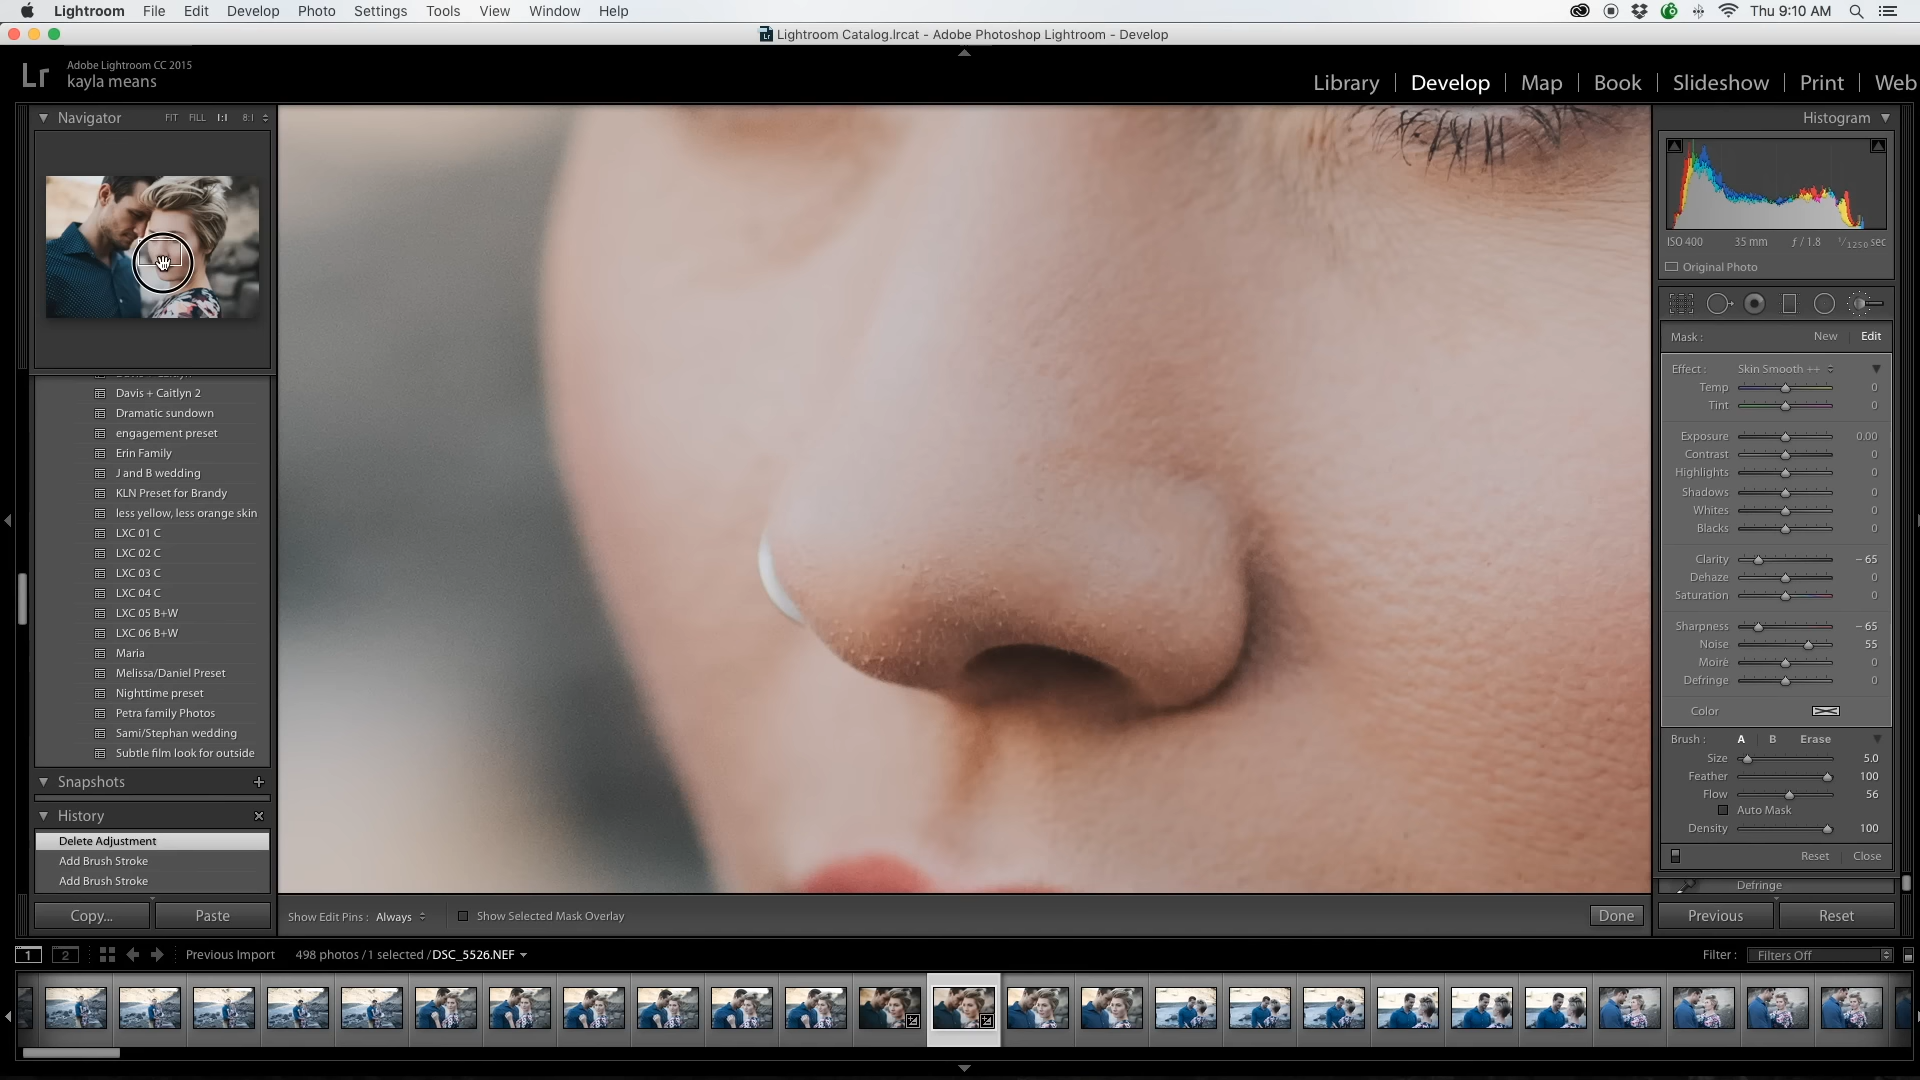 Lightroom File Edit Develop Photo Settings Tools View Window Help Thu 9:10 AM
Lightroom Catalog.lrcat - Adobe Photoshop Lightroom - Develop
Lr
Adobe Lightroom CC 2015
kayla means
Library | Develop | Map | Book | Slideshow | Print | Web
Navigator FIT FILL 1:1 8:1
Davis + Caitlyn 2
Dramatic sundown
engagement preset
Erin Family
J and B wedding
KLN Preset for Brandy
less yellow, less orange skin
LXC 01 C
LXC 02 C
LXC 03 C
LXC 04 C
LXC 05 B+W
LXC 06 B+W
Maria
Melissa/Daniel Preset
Nighttime preset
Petra family Photos
Sami/Stephan wedding
Subtle film look for outside
Snapshots +
History
Delete Adjustment
Add Brush Stroke
Add Brush Stroke
Copy... Paste
Show Edit Pins : Always Show Selected Mask Overlay Done
Histogram
ISO 400 35 mm ƒ / 1.8 1/1250 sec
Original Photo
Mask : New Edit
Effect : Skin Smooth ++
Temp 0
Tint 0
Exposure 0.00
Contrast 0
Highlights 0
Shadows 0
Whites 0
Blacks 0
Clarity – 65
Dehaze 0
Saturation 0
Sharpness – 65
Noise 55
Moiré 0
Defringe 0
Color
Brush : A B Erase
Size 5.0
Feather 100
Flow 56
Auto Mask
Density 100
Reset Close
Defringe
Previous Reset
1 2 Previous Import 498 photos / 1 selected / DSC_5526.NEF Filter : Filters Off